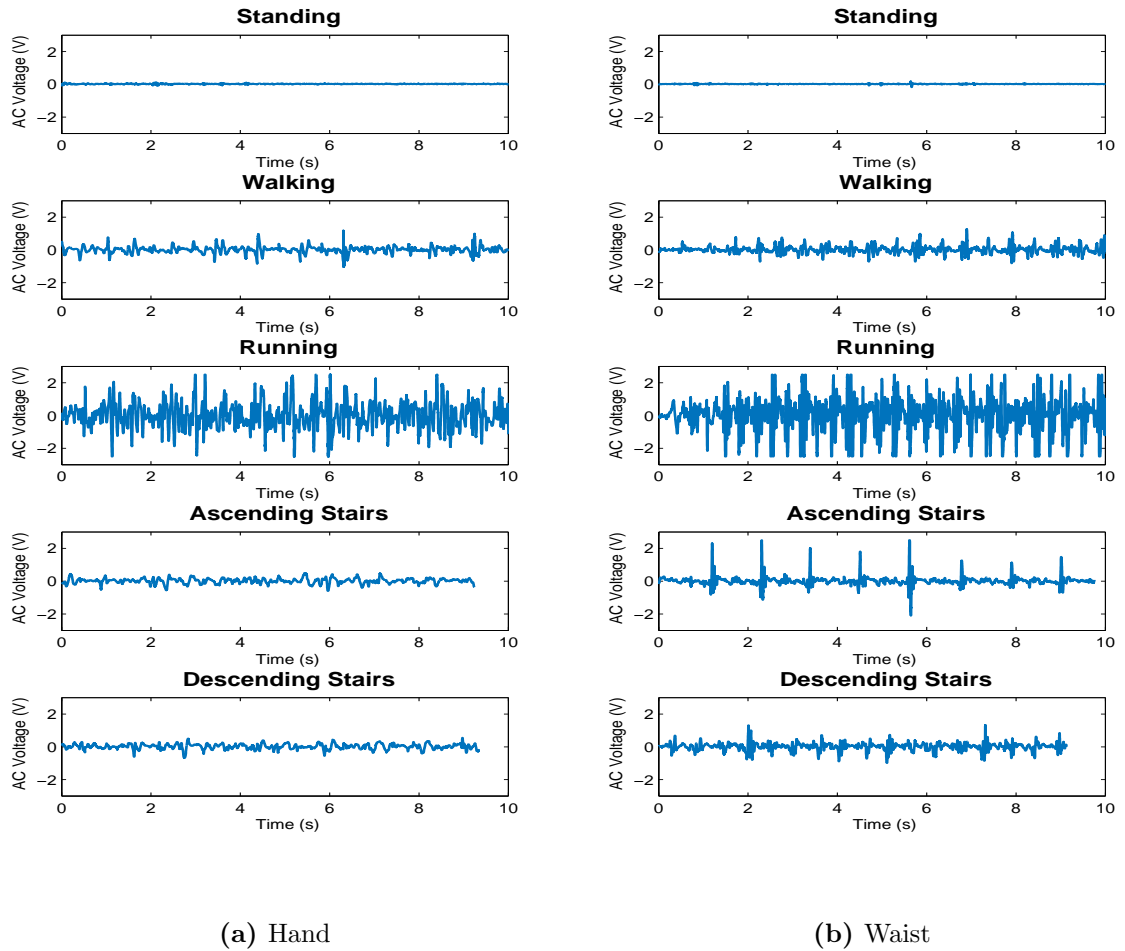 Standing
AC Voltage (V)
2
0
−2
0 2 4 6 8 10
Time (s)
Walking
AC Voltage (V)
2
0
−2
0 2 4 6 8 10
Time (s)
Running
AC Voltage (V)
2
0
−2
0 2 4 6 8 10
Time (s)
Ascending Stairs
AC Voltage (V)
2
0
−2
0 2 4 6 8 10
Time (s)
Descending Stairs
AC Voltage (V)
2
0
−2
0 2 4 6 8 10
Time (s)
(a) Hand
Standing
AC Voltage (V)
2
0
−2
0 2 4 6 8 10
Time (s)
Walking
AC Voltage (V)
2
0
−2
0 2 4 6 8 10
Time (s)
Running
AC Voltage (V)
2
0
−2
0 2 4 6 8 10
Time (s)
Ascending Stairs
AC Voltage (V)
2
0
−2
0 2 4 6 8 10
Time (s)
Descending Stairs
AC Voltage (V)
2
0
−2
0 2 4 6 8 10
Time (s)
(b) Waist